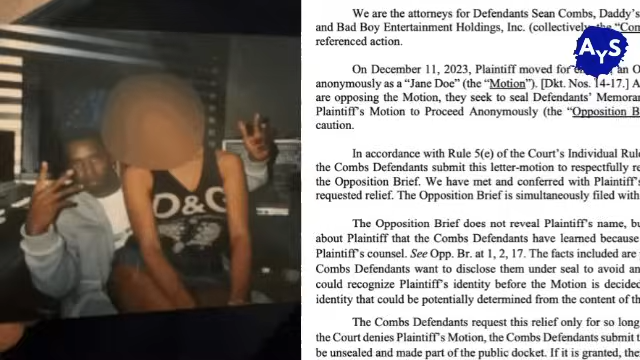 D&G
AyS
We are the attorneys for Defendants Sean Combs, Daddy's
and Bad Boy Entertainment Holdings, Inc. (collectively, the "Com
referenced action.
On December 11, 2023, Plaintiff moved for an O
anonymously as a "Jane Doe" (the "Motion"). [Dkt. Nos. 14-17.] A
are opposing the Motion, they seek to seal Defendants' Memora
Plaintiff's Motion to Proceed Anonymously (the "Opposition B
caution.
In accordance with Rule 5(e) of the Court's Individual Rul
the Combs Defendants submit this letter-motion to respectfully re
the Opposition Brief. We have met and conferred with Plaintiff's
requested relief. The Opposition Brief is simultaneously filed with
The Opposition Brief does not reveal Plaintiff's name, bu
about Plaintiff that the Combs Defendants have learned because
Plaintiff's counsel. See Opp. Br. at 1, 2, 17. The facts included are
Combs Defendants want to disclose them under seal to avoid an
could recognize Plaintiff's identity before the Motion is decided
identity that could be potentially determined from the content of th
The Combs Defendants request this relief only for so long
the Court denies Plaintiff's Motion, the Combs Defendants submit t
be unsealed and made part of the public docket. If it is granted, the